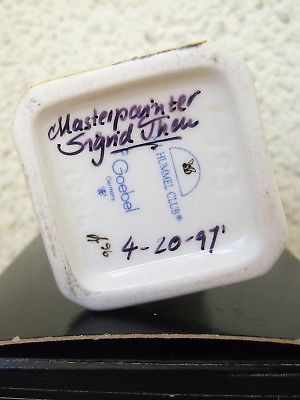 Masterpainter
Sigrid Then
Goebel
Germany
HUMMEL CLUB®
4-20-97